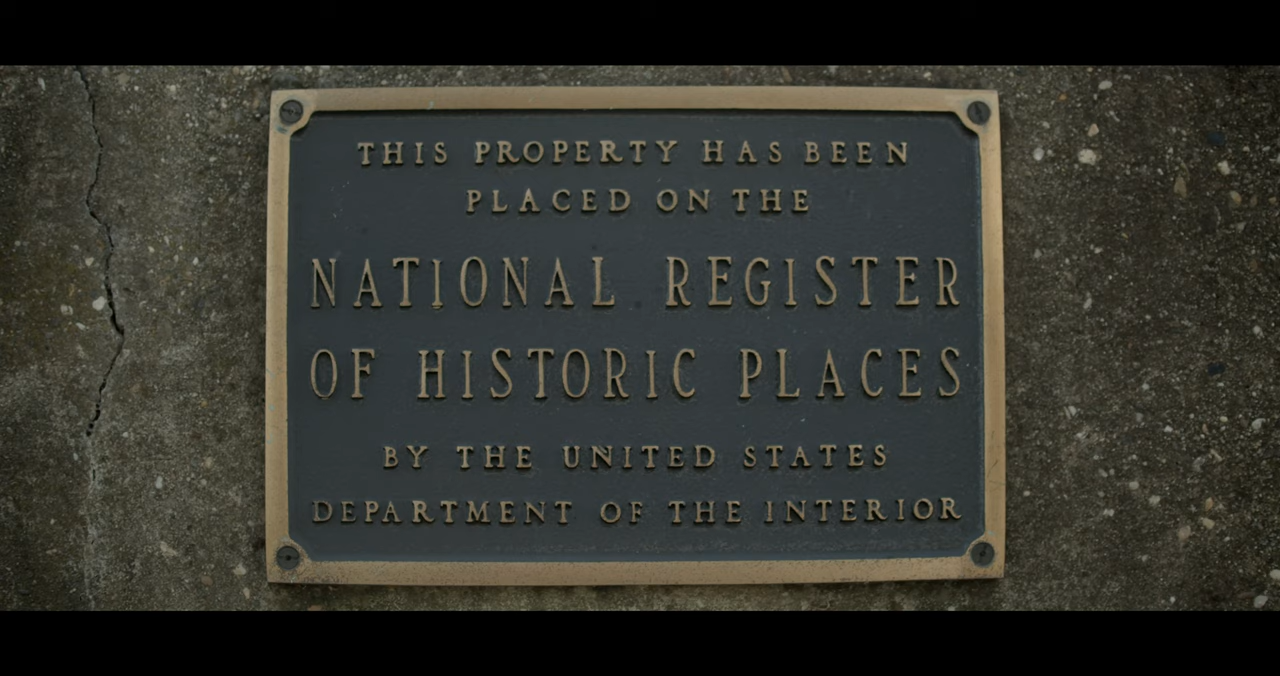 THIS PROPERTY HAS BEEN
PLACED ON THE
NATIONAL REGISTER
OF HISTORIC PLACES
BY THE UNITED STATES
DEPARTMENT OF THE INTERIOR